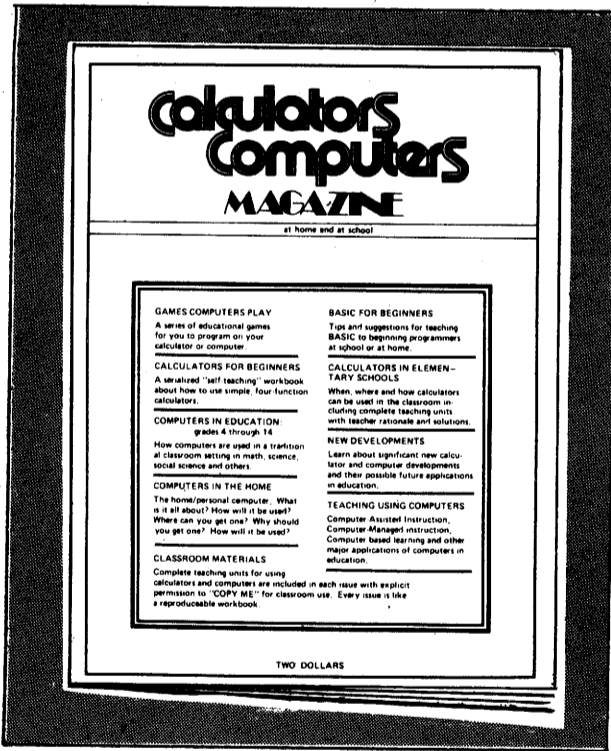 calculators
computers
MAGAZINE
at home and at school
GAMES COMPUTERS PLAY
A series of educational games
for you to program on your
calculator or computer.
CALCULATORS FOR BEGINNERS
A serialized "self-teaching" workbook
about how to use simple, four-function
calculators.
COMPUTERS IN EDUCATION:
grades 4 through 14
How computers are used in a tradition
al classroom setting in math, science,
social science and others.
COMPUTERS IN THE HOME
The home/personal computer. What
is it all about? How will it be used?
Where can you get one? Why should
you get one? How will it be used?
CLASSROOM MATERIALS
Complete teaching units for using
calculators and computers are included in each issue with explicit
permission to "COPY ME" for classroom use. Every issue is like
a reproduceable workbook.
BASIC FOR BEGINNERS
Tips and suggestions for teaching
BASIC to beginning programmers
at school or at home.
CALCULATORS IN ELEMEN-
TARY SCHOOLS
When, where and how calculators
can be used in the classroom in-
cluding complete teaching units
with teacher rationale and solutions.
NEW DEVELOPMENTS
Learn about significant new calcu-
lator and computer developments
and their possible future applications
in education.
TEACHING USING COMPUTERS
Computer Assisted Instruction,
Computer-Managed instruction,
Computer based learning and other
major applications of computers in
education.
TWO DOLLARS